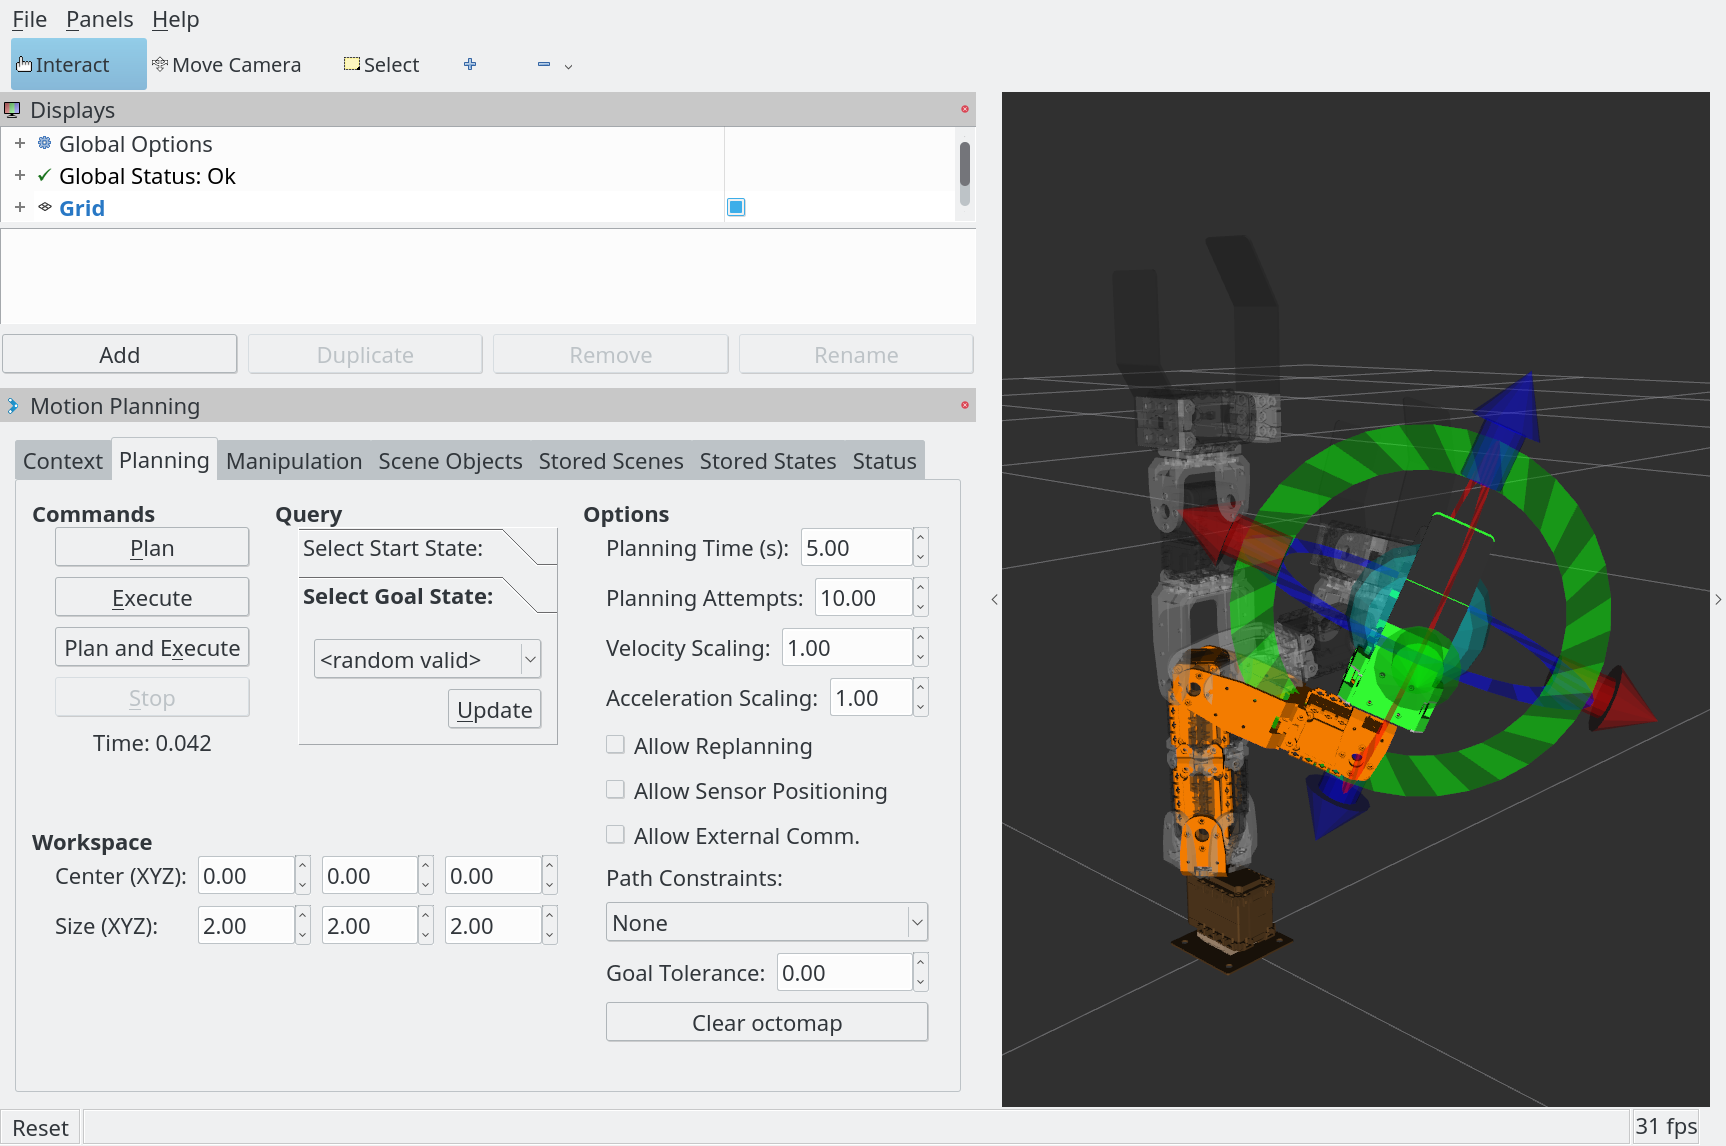 File Panels Help
Interact Move Camera Select
Displays
Global Options
Global Status: Ok
Grid
Add Duplicate Remove Rename
Motion Planning
Context Planning Manipulation Scene Objects Stored Scenes Stored States Status
Commands
Plan
Execute
Plan and Execute
Stop
Time: 0.042
Query
Select Start State:
Select Goal State:
<random valid>
Update
Options
Planning Time (s): 5.00
Planning Attempts: 10.00
Velocity Scaling: 1.00
Acceleration Scaling: 1.00
Allow Replanning
Allow Sensor Positioning
Allow External Comm.
Path Constraints:
None
Goal Tolerance: 0.00
Clear octomap
Workspace
Center (XYZ): 0.00 0.00 0.00
Size (XYZ): 2.00 2.00 2.00
Reset
31 fps